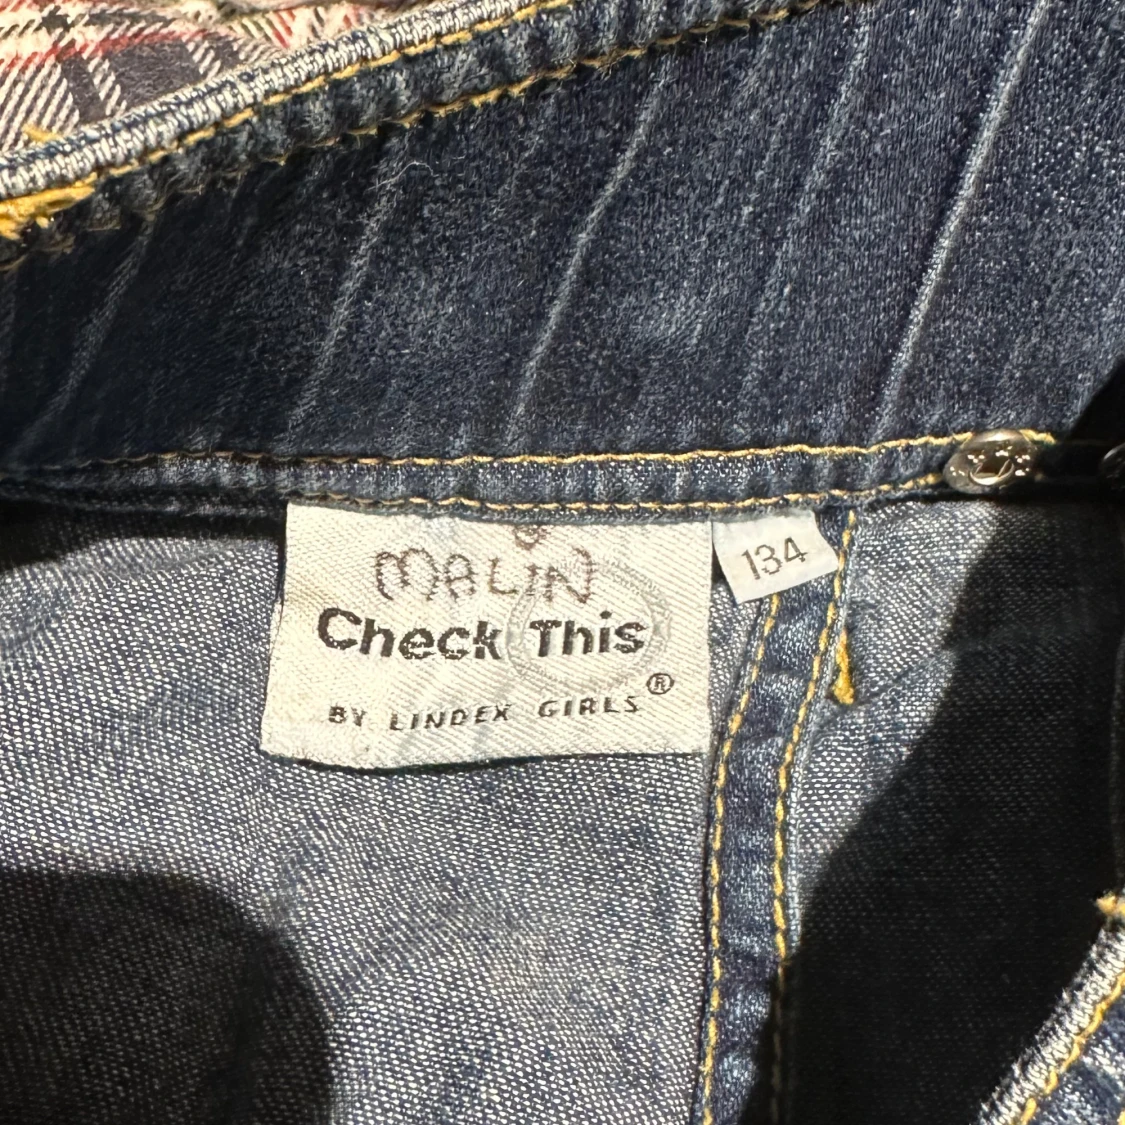 MALIN
Check This
BY LINDEX GIRLS ®
134